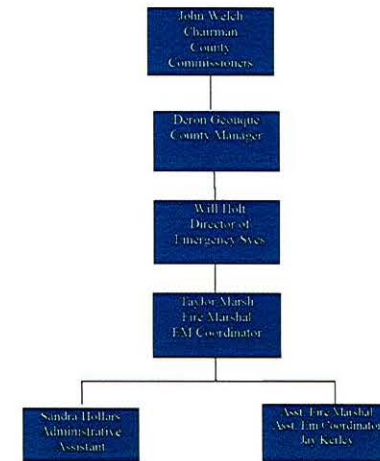 John Welch
Chairman
County
Commissioners
Deron Geouque
County Manager
Will Holt
Director of
Emergency Svcs
Taylor Marsh
Fire Marshal
EM Coordinator
Sandra Hollars
Administrative
Assistant
Asst. Fire Marshal
Asst. Em Coordinator
Jay Kerley